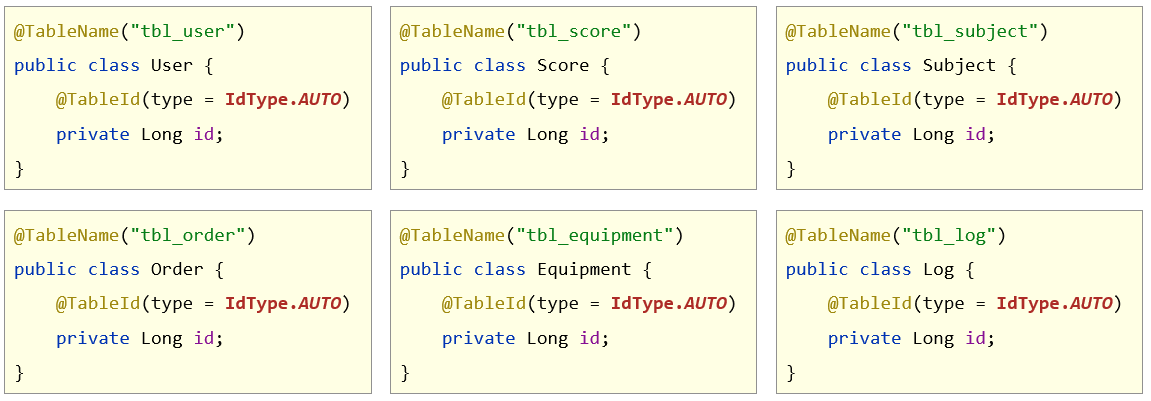 @TableName("tbl_user")
public class User {
    @TableId(type = IdType.AUTO)
    private Long id;
}
@TableName("tbl_score")
public class Score {
    @TableId(type = IdType.AUTO)
    private Long id;
}
@TableName("tbl_subject")
public class Subject {
    @TableId(type = IdType.AUTO)
    private Long id;
}
@TableName("tbl_order")
public class Order {
    @TableId(type = IdType.AUTO)
    private Long id;
}
@TableName("tbl_equipment")
public class Equipment {
    @TableId(type = IdType.AUTO)
    private Long id;
}
@TableName("tbl_log")
public class Log {
    @TableId(type = IdType.AUTO)
    private Long id;
}